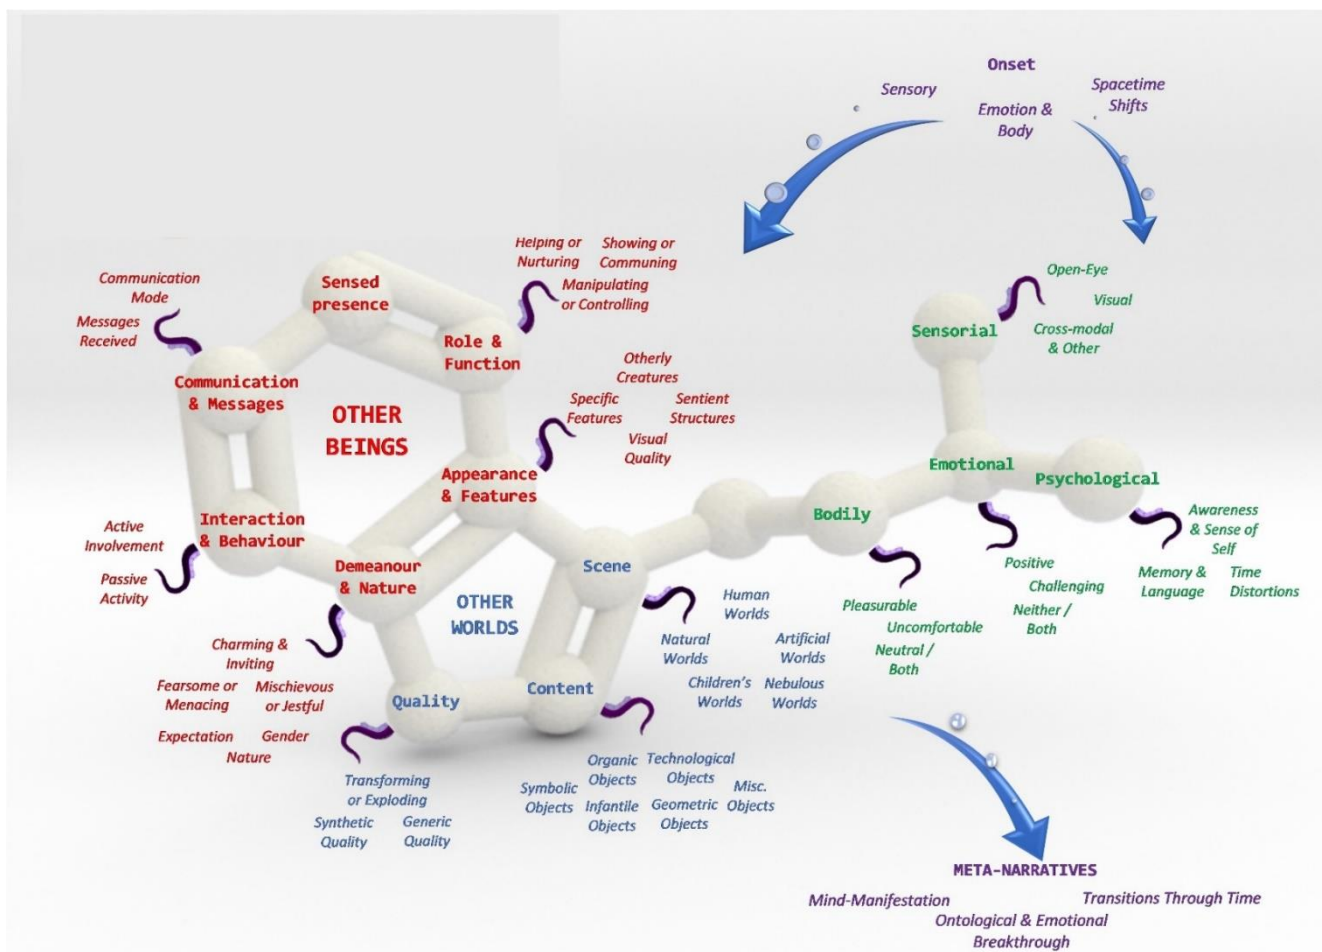 Onset
Sensory
Emotion &
Body
Spacetime
Shifts
Communication
Mode
Messages
Received
Sensed
presence
Helping or
Nurturing
Showing or
Communing
Manipulating
or Controlling
Role &
Function
Communication
& Messages
OTHER
BEINGS
Otherly
Creatures
Specific
Features
Sentient
Structures
Visual
Quality
Appearance
& Features
Active
Involvement
Passive
Activity
Interaction
& Behaviour
Demeanour
& Nature
Charming &
Inviting
Fearsome or
Menacing
Mischievous
or Jestful
Expectation
Gender
Nature
OTHER
WORLDS
Scene
Human
Worlds
Natural
Worlds
Artificial
Worlds
Children's
Worlds
Nebulous
Worlds
Quality
Transforming
or Exploding
Synthetic
Quality
Generic
Quality
Content
Organic
Objects
Technological
Objects
Symbolic
Objects
Infantile
Objects
Geometric
Objects
Misc.
Objects
Sensorial
Open-Eye
Visual
Cross-modal
& Other
Bodily
Pleasurable
Uncomfortable
Neutral /
Both
Emotional
Positive
Challenging
Neither /
Both
Psychological
Awareness
& Sense of
Self
Memory &
Language
Time
Distortions
META-NARRATIVES
Mind-Manifestation
Transitions Through Time
Ontological & Emotional
Breakthrough